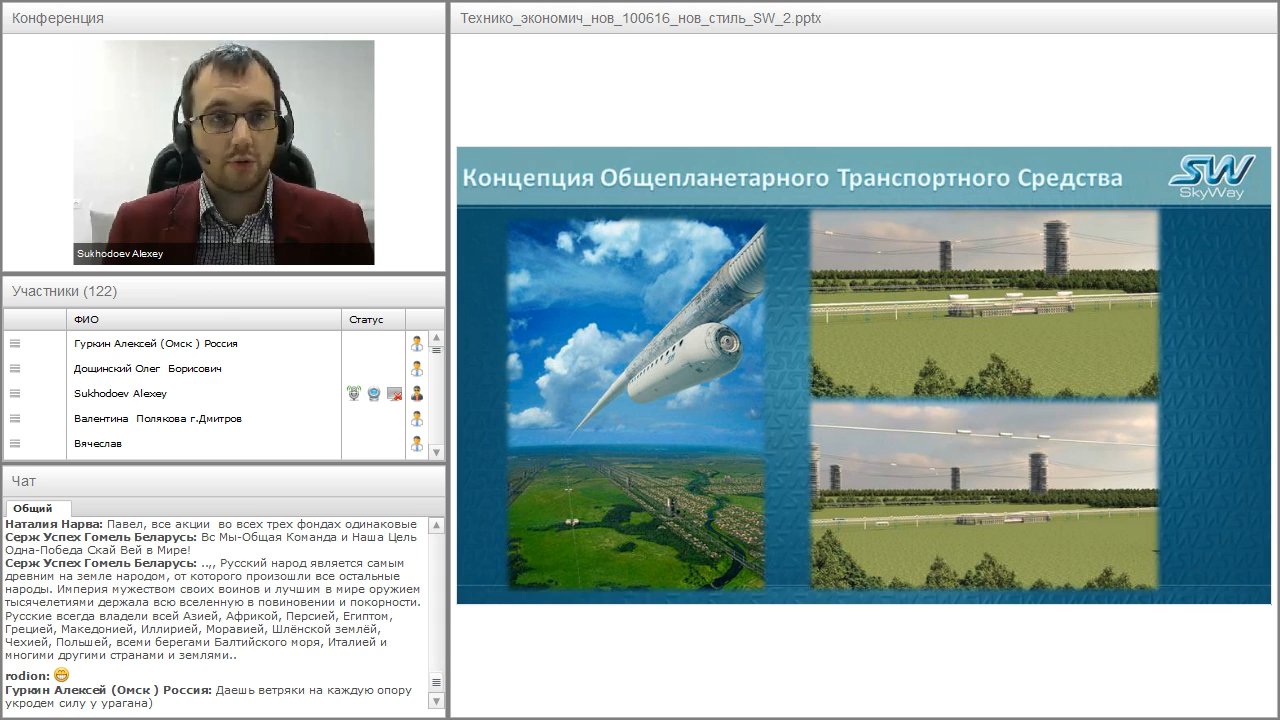 Конференция
Sukhodoev Alexey
Участники (122)
ФИО Статус
Гуркин Алексей (Омск ) Россия
Дощинский Олег Борисович
Sukhodoev Alexey
Валентина Полякова г.Дмитров
Вячеслав
Чат
Общий
Наталия Нарва: Павел, все акции во всех трех фондах одинаковые
Серж Успех Гомель Беларусь: Вс Мы-Общая Команда и Наша Цель
Одна-Победа Скай Вей в Мире!
Серж Успех Гомель Беларусь: ..,, Русский народ является самым
древним на земле народом, от которого произошли все остальные
народы. Империя мужеством своих воинов и лучшим в мире оружием
тысячелетиями держала всю вселенную в повиновении и покорности.
Русские всегда владели всей Азией, Африкой, Персией, Египтом,
Грецией, Македонией, Иллирией, Моравией, Шлёнской землёй,
Чехией, Польшей, всеми берегами Балтийского моря, Италией и
многими другими странами и землями..
rodion:
Гуркин Алексей (Омск ) Россия: Даешь ветряки на каждую опору
укродем силу у урагана)
Технико_экономич_нов_100616_нов_стиль_SW_2.pptx
Концепция Общепланетарного Транспортного Средства
SW
SkyWay